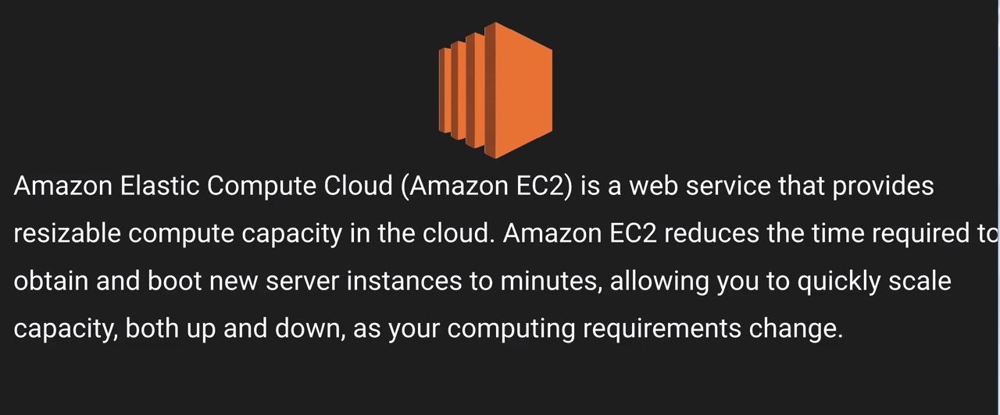 Amazon Elastic Compute Cloud (Amazon EC2) is a web service that provides
resizable compute capacity in the cloud. Amazon EC2 reduces the time required to
obtain and boot new server instances to minutes, allowing you to quickly scale
capacity, both up and down, as your computing requirements change.